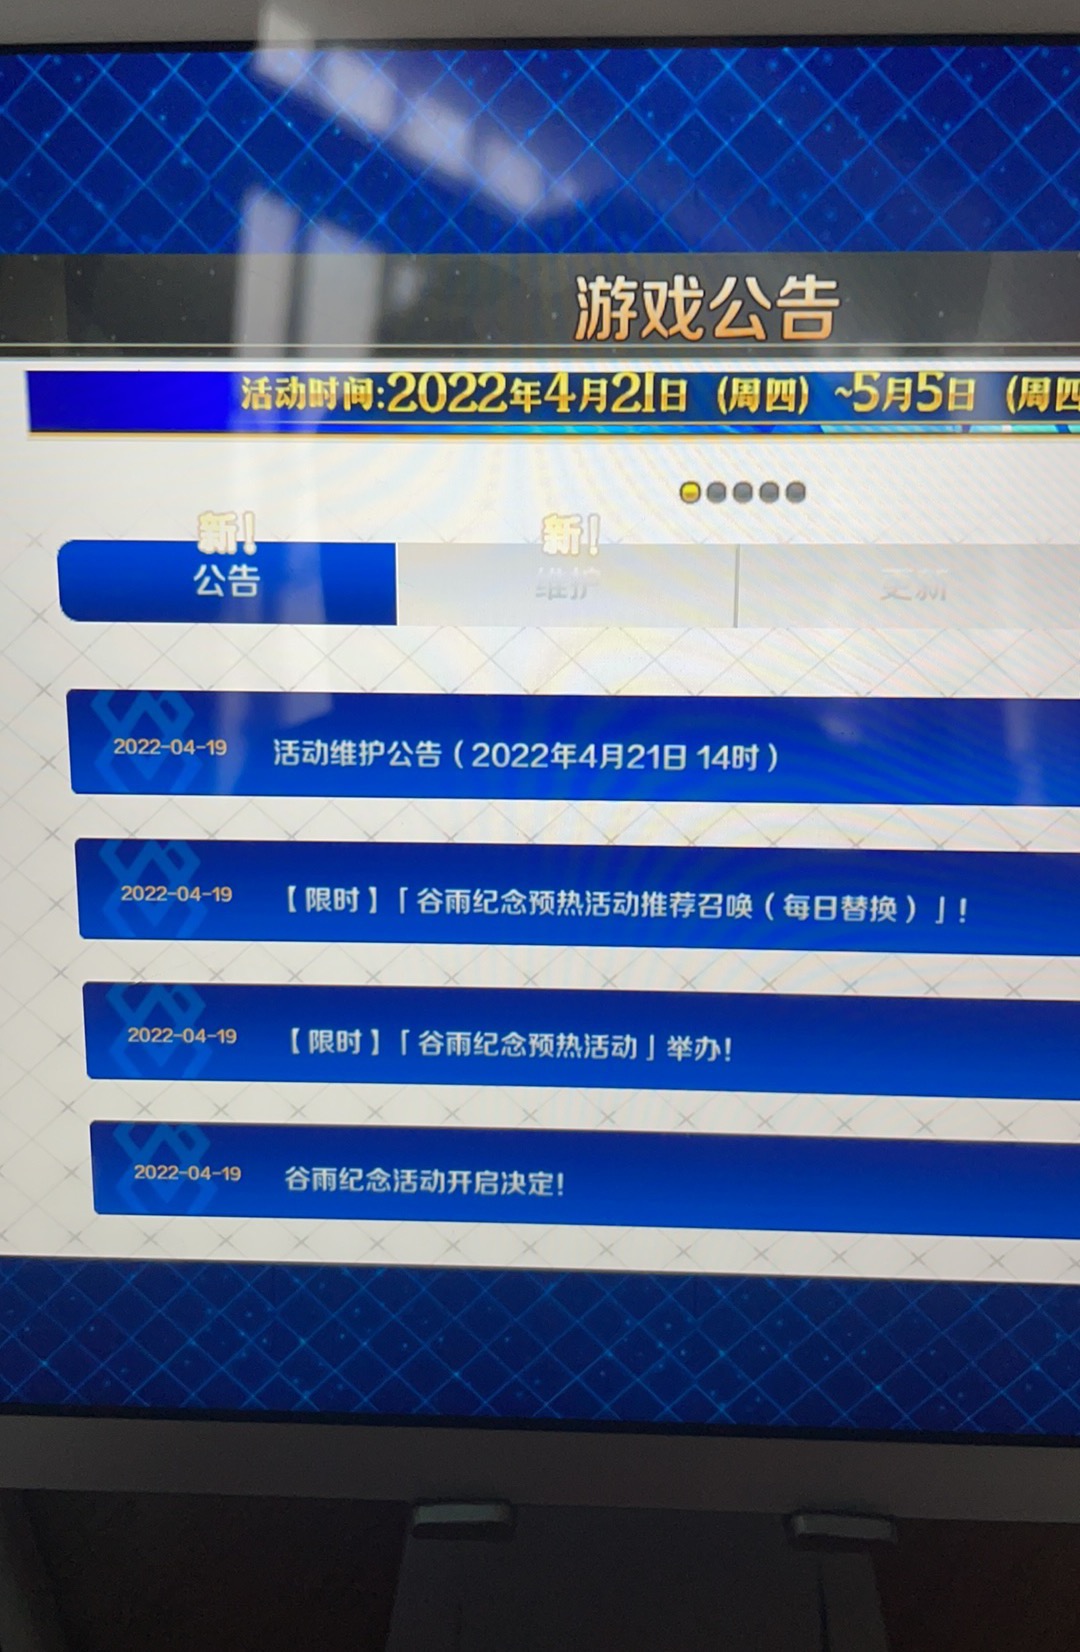 游戏公告
活动时间:2022年4月21日（周四）~5月5日（周四
新!
新!
公告
维护
更新
2022-04-19
活动维护公告（2022年4月21日 14时）
2022-04-19
【限时】「谷雨纪念预热活动推荐召唤（每日替换）」!
2022-04-19
【限时】「谷雨纪念预热活动」举办!
2022-04-19
谷雨纪念活动开启决定!